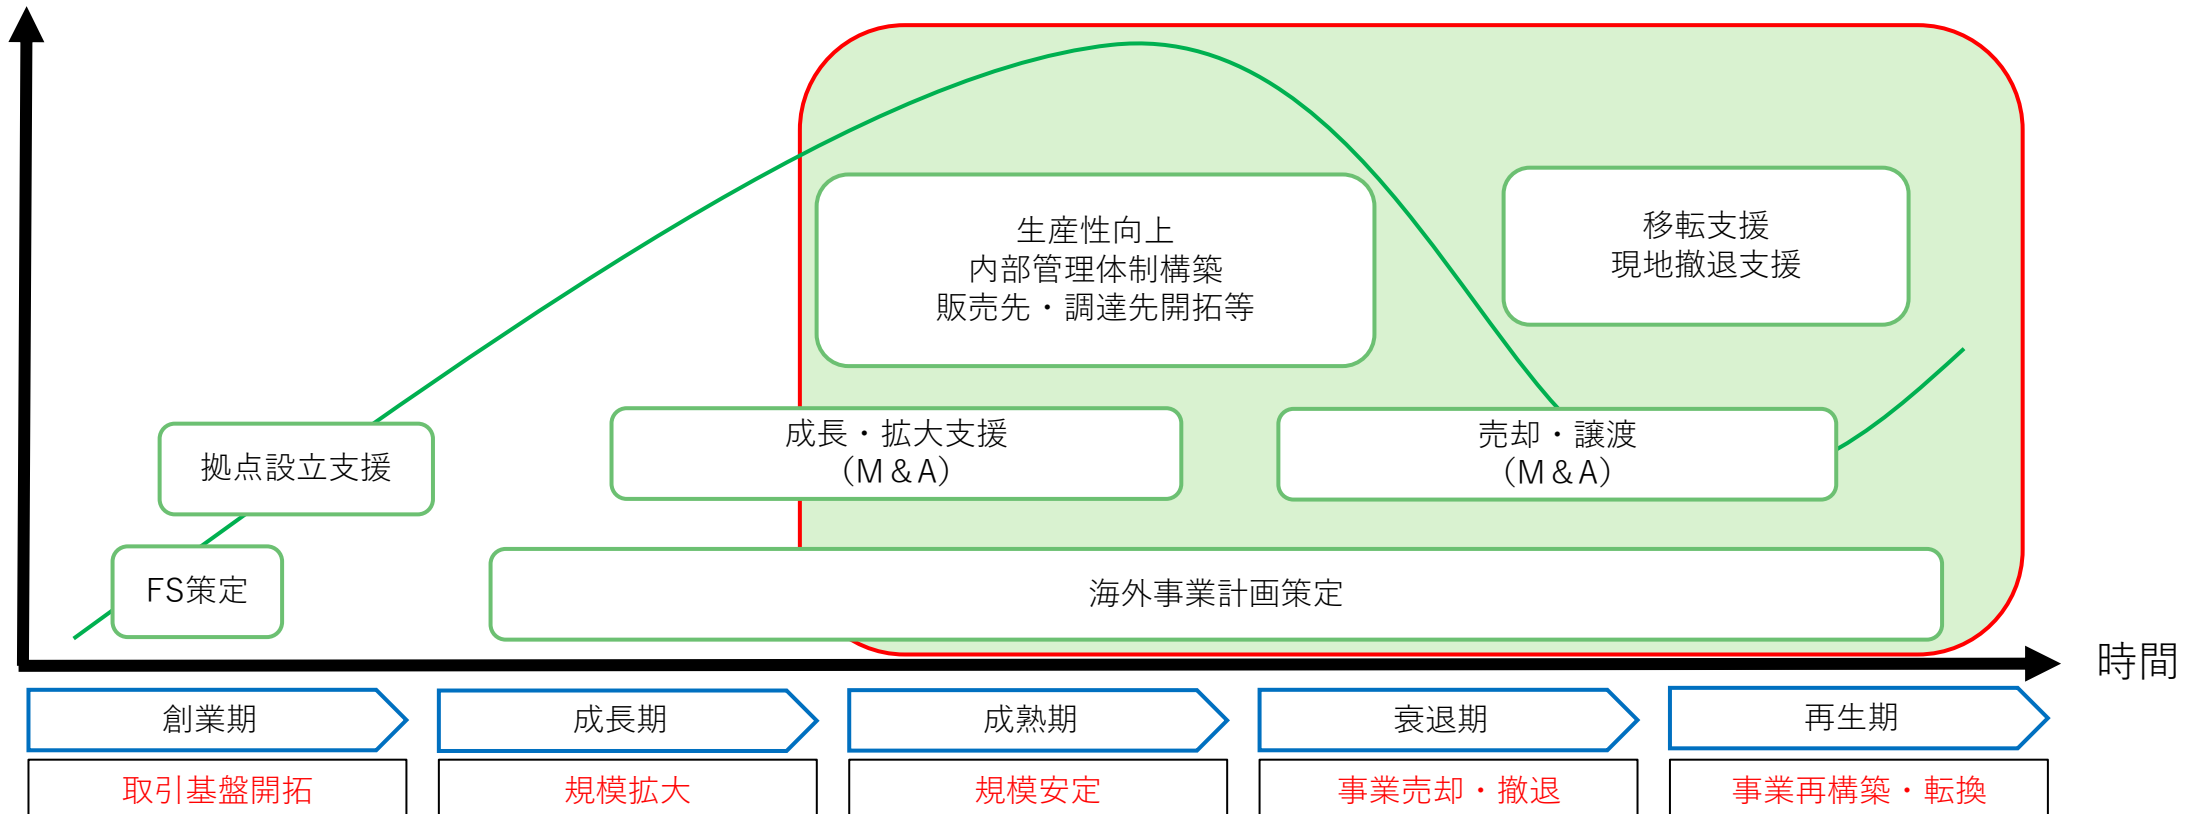 生産性向上
内部管理体制構築
販売先・調達先開拓等
移転支援
現地撤退支援
拠点設立支援
成長・拡大支援
（M＆A）
売却・譲渡
（M＆A）
FS策定
海外事業計画策定
時間
創業期
成長期
成熟期
衰退期
再生期
取引基盤開拓
規模拡大
規模安定
事業売却・撤退
事業再構築・転換